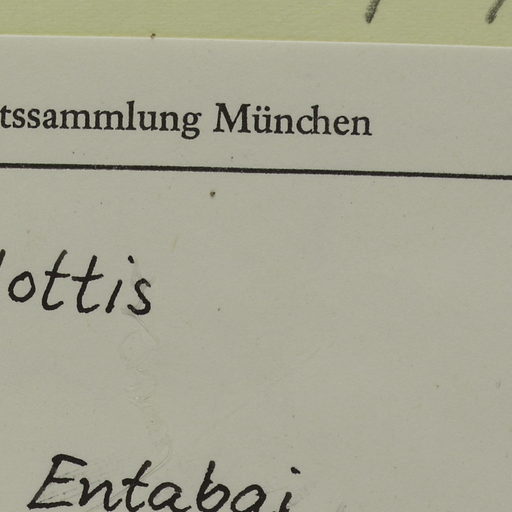 tssammlung München
lottis
Entabai